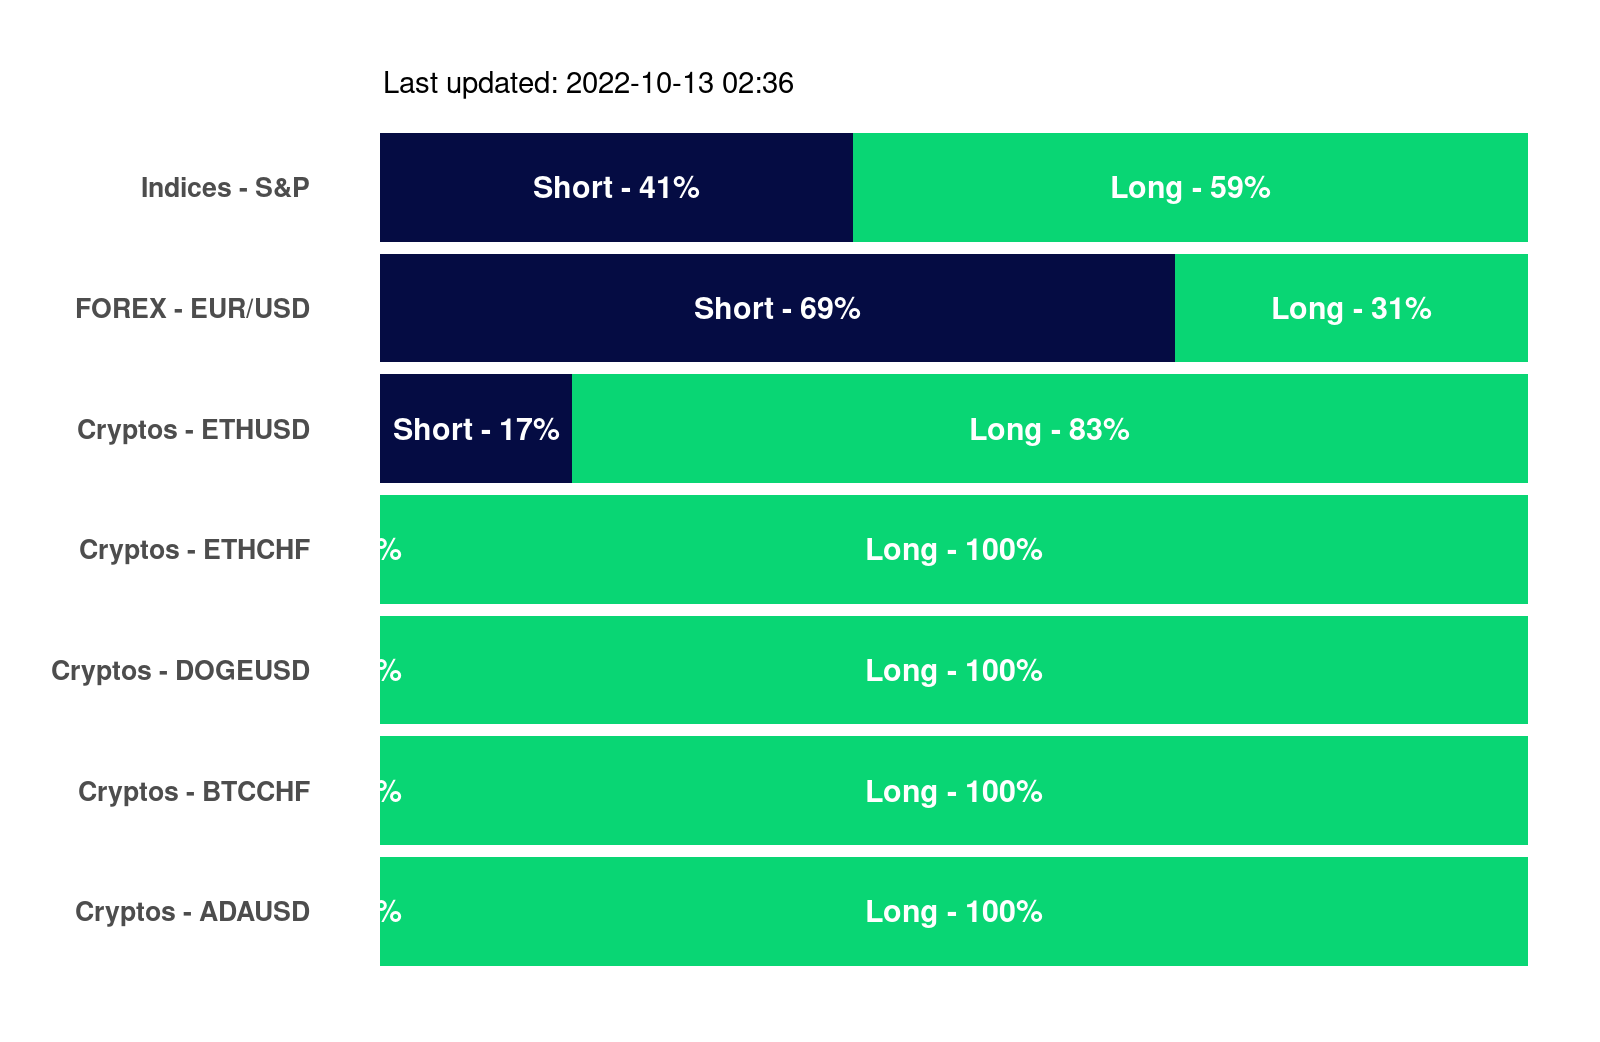 Last updated: 2022-10-13 02:36
Indices - S&P Short - 41% Long - 59%
FOREX - EUR/USD Short - 69% Long - 31%
Cryptos - ETHUSD Short - 17% Long - 83%
Cryptos - ETHCHF % Long - 100%
Cryptos - DOGEUSD % Long - 100%
Cryptos - BTCCHF % Long - 100%
Cryptos - ADAUSD % Long - 100%